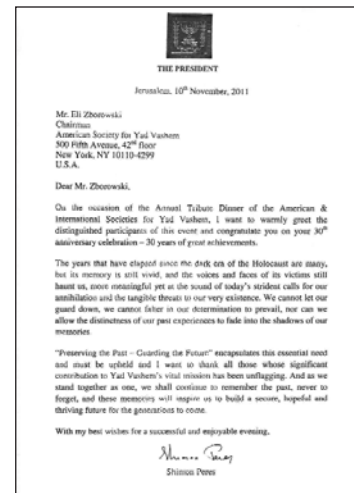 THE PRESIDENT
Jerusalem, 10th November, 2011
Mr. Eli Zborowski
Chairman
American Society for Yad Vashem
500 Fifth Avenue, 42nd floor
New York, NY 10110-4299
U.S.A.
Dear Mr. Zborowski,
On the occasion of the Annual Tribute Dinner of the American &
International Societies for Yad Vashem, I want to warmly greet the
distinguished participants of this event and congratulate you on your 30th
anniversary celebration – 30 years of great achievements.
The years that have elapsed since the dark era of the Holocaust are many,
but its memory is still vivid, and the voices and faces of its victims still
haunt us, more meaningful yet at the sound of today's strident calls for our
annihilation and the tangible threats to our very existence. We cannot let our
guard down, we cannot falter in our determination to prevail, nor can we
allow the distinctness of our past experiences to fade into the shadows of our
memories.
"Preserving the Past – Guarding the Future" encapsulates this essential need
and must be upheld and I want to thank all those whose significant
contribution to Yad Vashem's vital mission has been unflagging. And as we
stand together as one, we shall continue to remember the past, never to
forget, and these memories will inspire us to build a secure, hopeful and
thriving future for the generations to come.
With my best wishes for a successful and enjoyable evening,
Shimon Peres
Shimon Peres